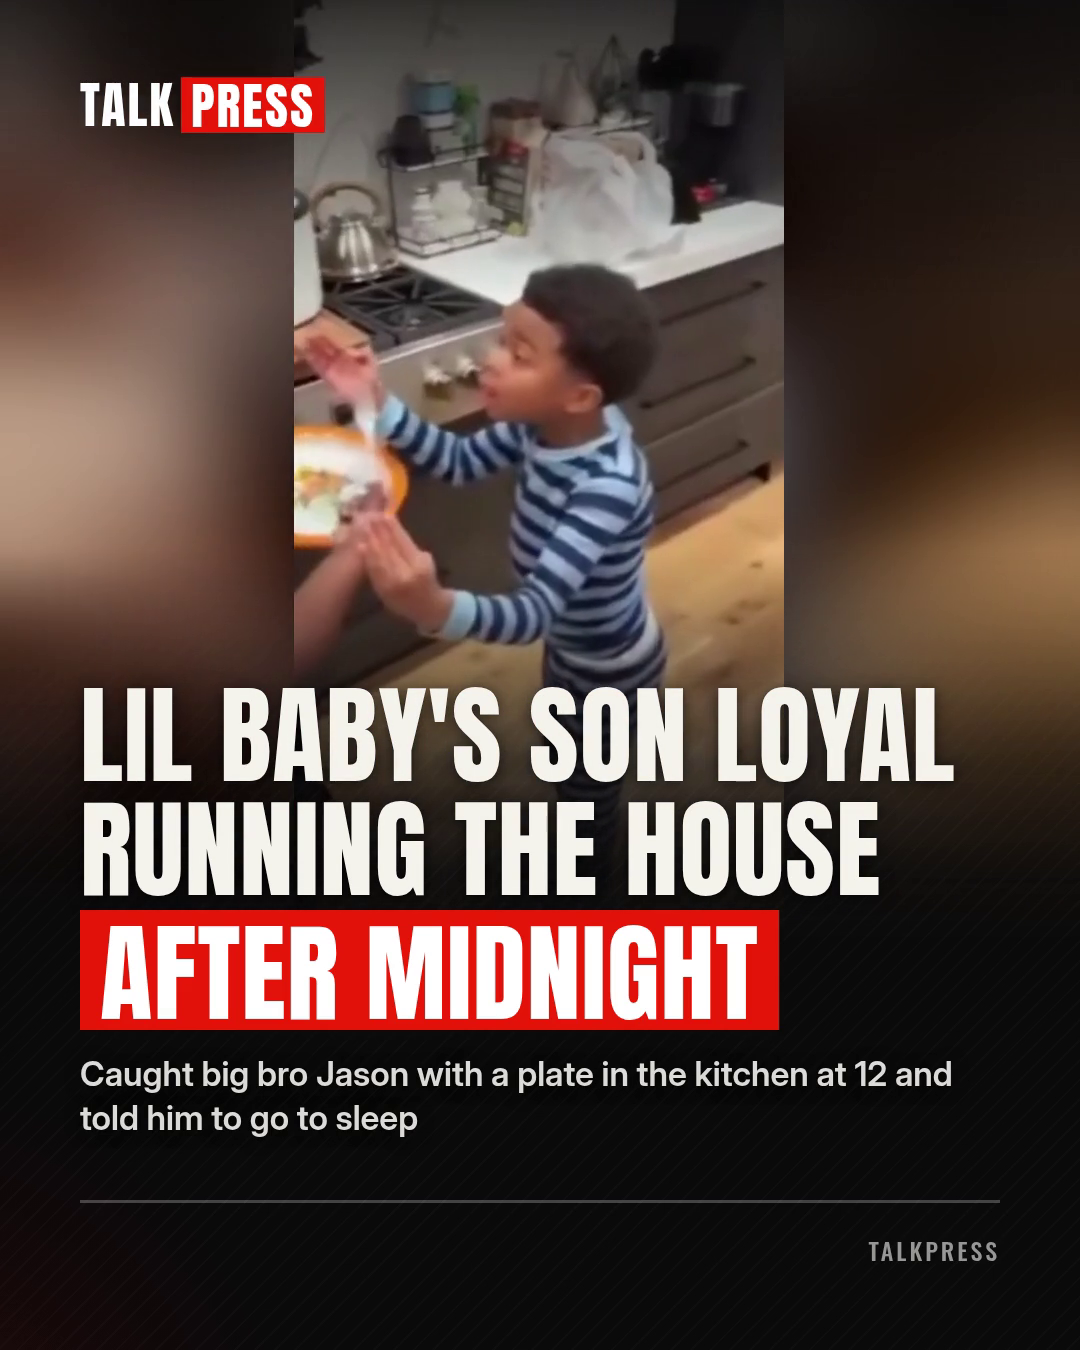 TALK PRESS
LIL BABY'S SON LOYAL
RUNNING THE HOUSE
AFTER MIDNIGHT
Caught big bro Jason with a plate in the kitchen at 12 and
told him to go to sleep
TALKPRESS